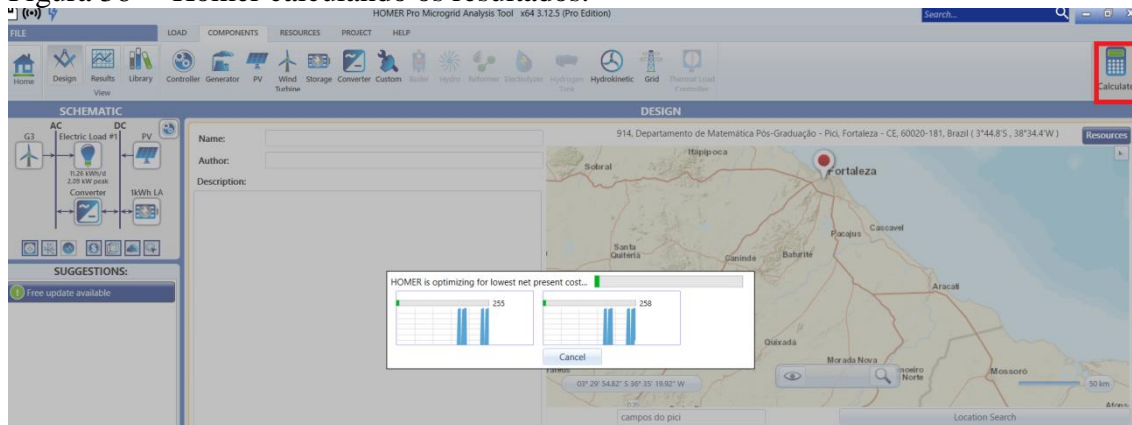 Figura 36 – Homer calculando os resultados.
HOMER Pro Microgrid Analysis Tool x64 3.12.5 (Pro Edition)
Search...
FILE
LOAD COMPONENTS RESOURCES PROJECT HELP
Home
Design Results Library
View
Controller Generator PV Wind Turbine Storage Converter Custom Boiler Hydro Reformer Electrolyzer Hydrogen Tank Hydrokinetic Grid Thermal Load Controller
Calculate
SCHEMATIC
DESIGN
AC DC
G3 Electric Load #1 PV
11.26 kWh/d
2.09 kW peak
Converter 1kWh LA
SUGGESTIONS:
Free update available
Name:
Author:
Description:
914, Departamento de Matemática Pós-Graduação - Pici, Fortaleza - CE, 60020-181, Brazil ( 3°44.8'S , 38°34.4'W )
Resources
Itapipoca
Sobral
Fortaleza
Pacajus
Cascavel
Santa Quiteria
Caninde
Baturité
Aracati
HOMER is optimizing for lowest net present cost...
255
258
Cancel
Quixadá
Morada Nova
Norte
Mossoró
03° 29' 54.82" S 36° 35' 19.92" W
50 km
campos do pici
Location Search